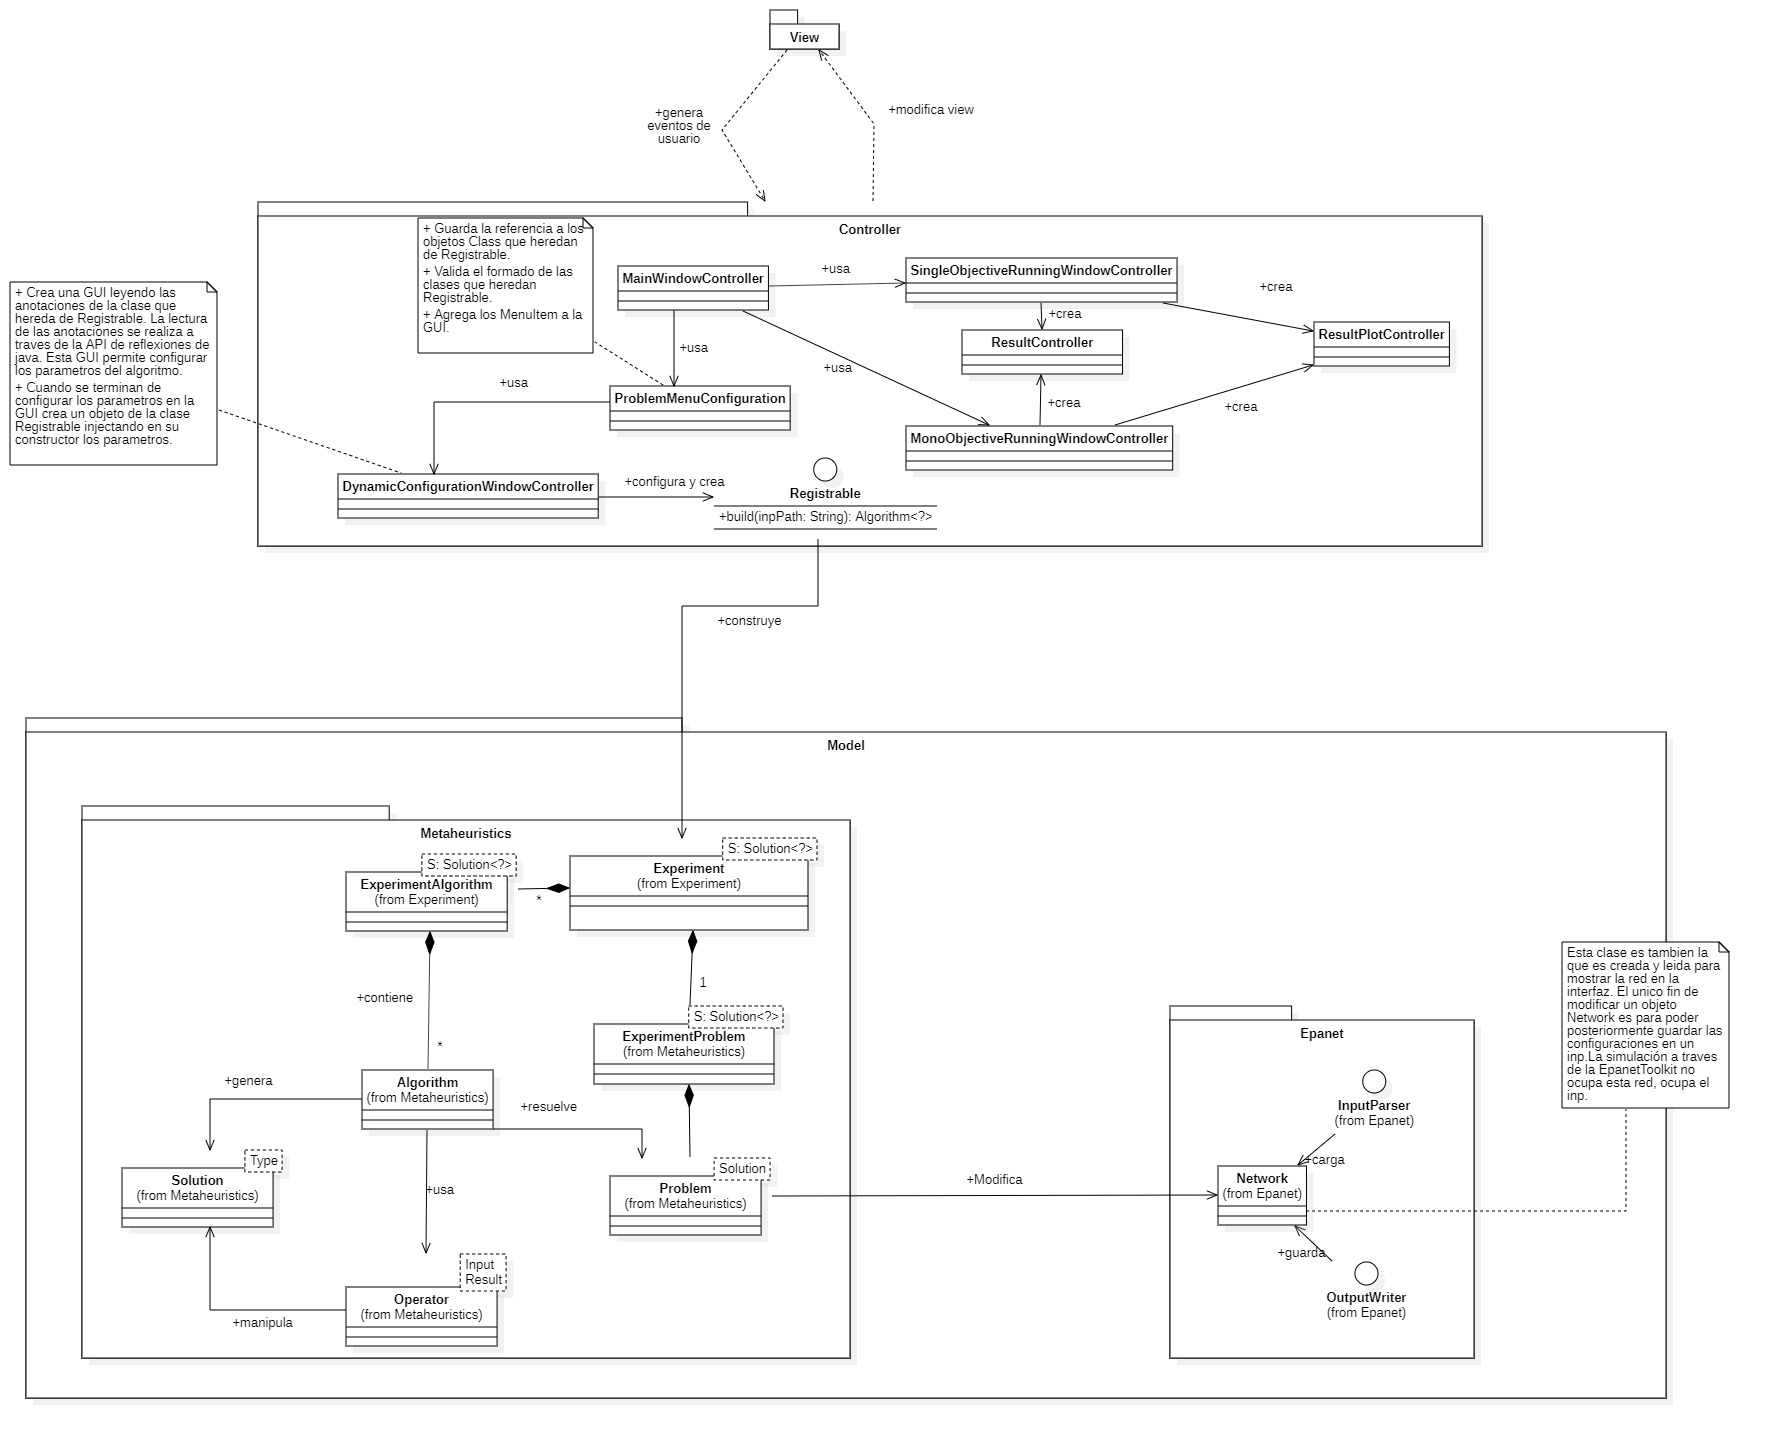 View
+genera
eventos de
usuario
+modifica view
Controller
+ Guarda la referencia a los
objetos Class que heredan
de Registrable.
+ Valida el formado de las
clases que heredan
Registrable.
+ Agrega los MenuItem a la
GUI.
MainWindowController
+usa
SingleObjectiveRunningWindowController
+crea
+crea
ResultController
ResultPlotController
+ Crea una GUI leyendo las
anotaciones de la clase que
hereda de Registrable. La lectura
de las anotaciones se realiza a
traves de la API de reflexiones de
java. Esta GUI permite configurar
los parametros del algoritmo.
+ Cuando se terminan de
configurar los parametros en la
GUI crea un objeto de la clase
Registrable injectando en su
constructor los parametros.
+usa
+usa
+usa
ProblemMenuConfiguration
+crea
+crea
MonoObjectiveRunningWindowController
DynamicConfigurationWindowController
+configura y crea
Registrable
+build(inpPath: String): Algorithm<?>
+construye
Model
Metaheuristics
S: Solution<?>
ExperimentAlgorithm
(from Experiment)
*
S: Solution<?>
Experiment
(from Experiment)
+contiene
*
1
S: Solution<?>
ExperimentProblem
(from Metaheuristics)
Algorithm
(from Metaheuristics)
+genera
+resuelve
Type
Solution
(from Metaheuristics)
+usa
Solution
Problem
(from Metaheuristics)
+Modifica
Input
Result
Operator
(from Metaheuristics)
+manipula
Epanet
InputParser
(from Epanet)
+carga
Network
(from Epanet)
+guarda
OutputWriter
(from Epanet)
Esta clase es tambien la
que es creada y leida para
mostrar la red en la
interfaz. El unico fin de
modificar un objeto
Network es para poder
posteriormente guardar las
configuraciones en un
inp.La simulación a traves
de la EpanetToolkit no
ocupa esta red, ocupa el
inp.